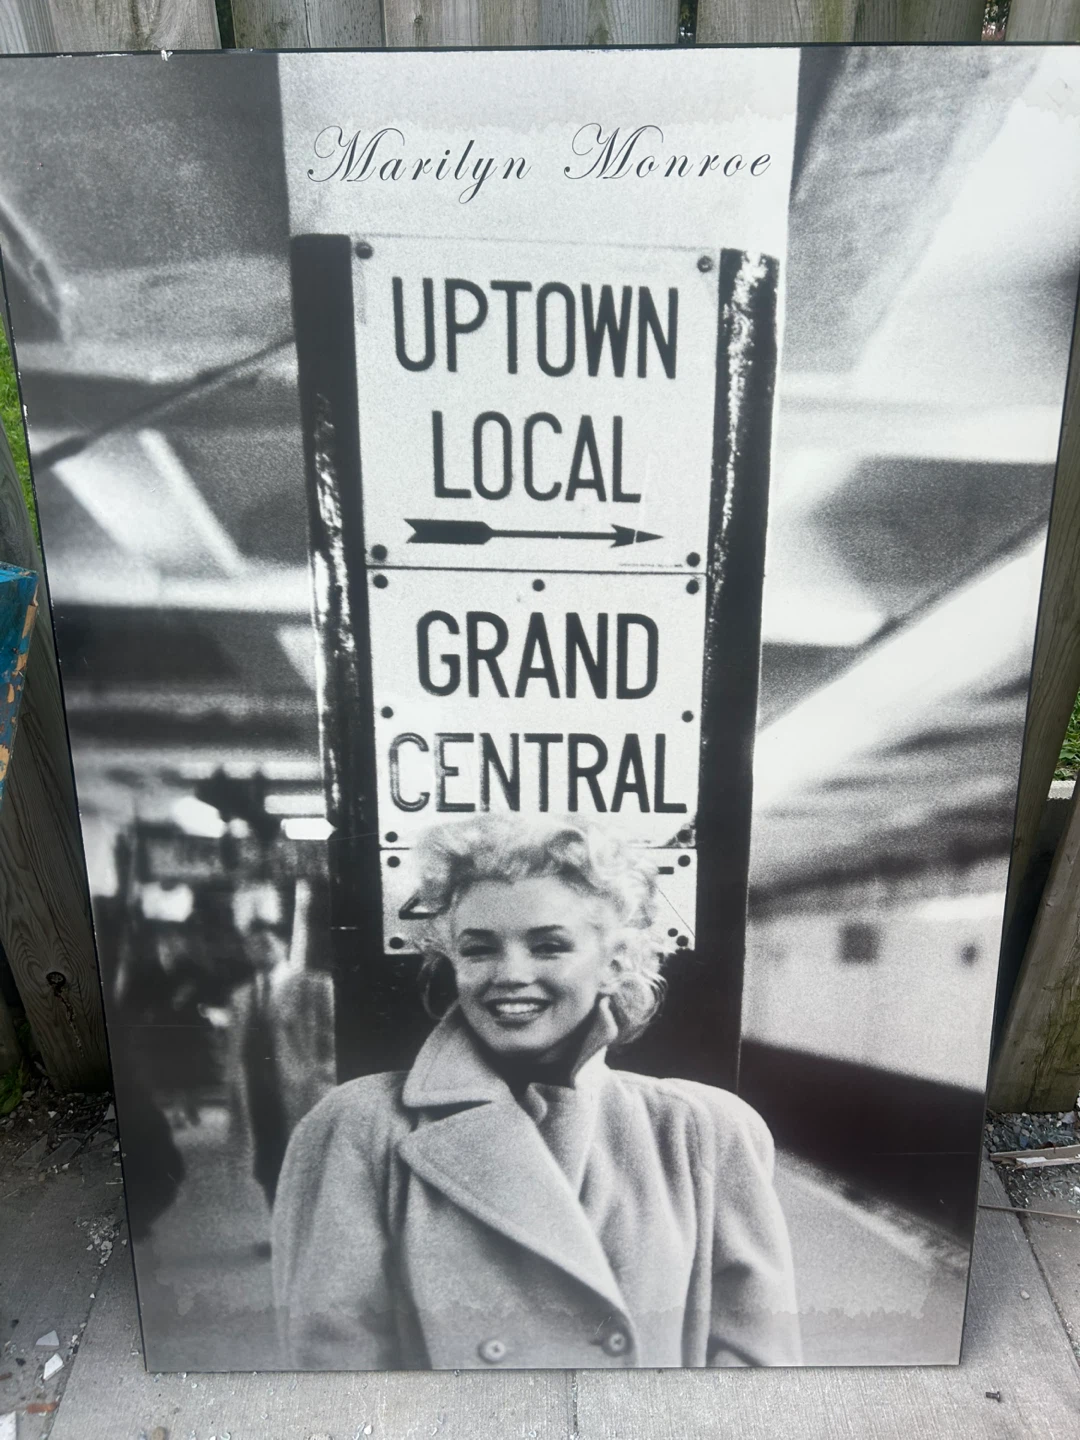 Marilyn Monroe
UPTOWN
LOCAL
GRAND
CENTRAL